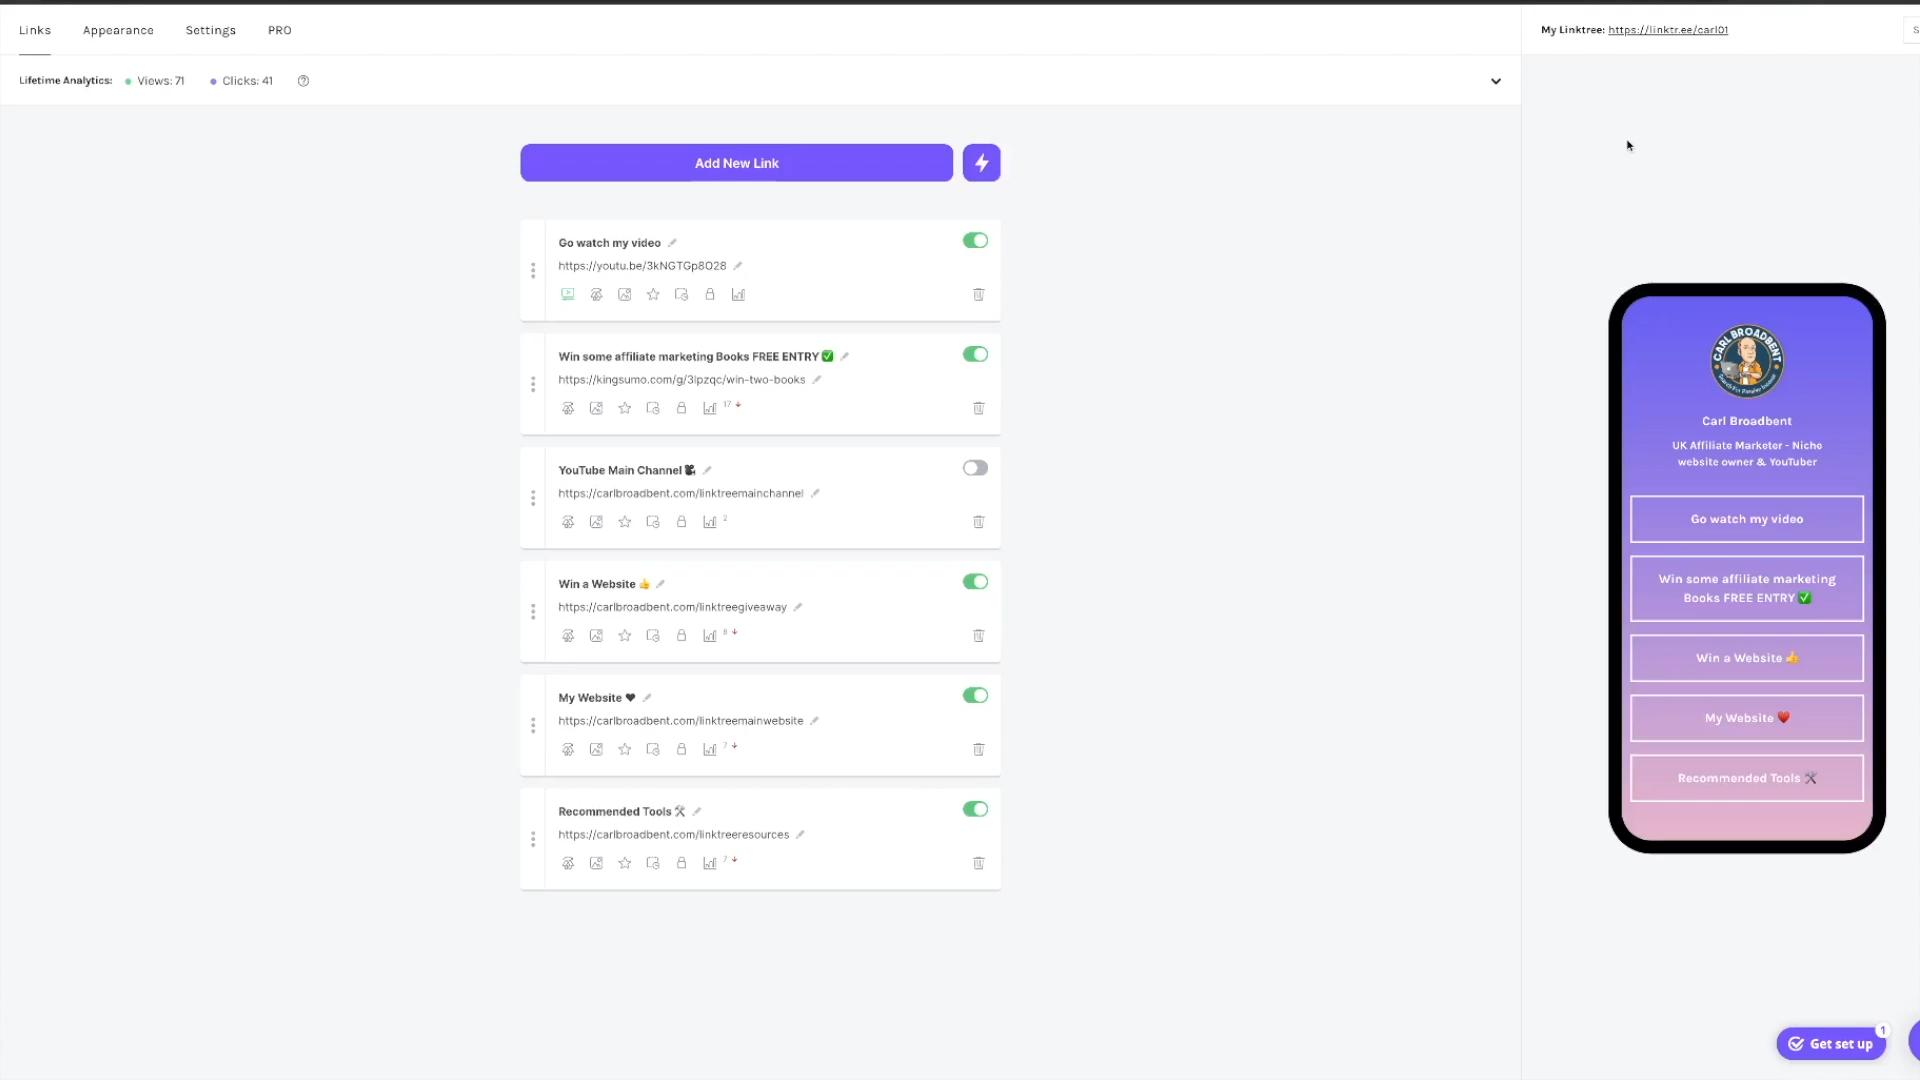 Links Appearance Settings PRO
My Linktree: https://linktr.ee/carl01
Lifetime Analytics: Views: 71 Clicks: 41
Add New Link
Go watch my video
https://youtu.be/3kNGTGp8O28
Win some affiliate marketing Books FREE ENTRY ✅
https://kingsumo.com/g/3lpzqc/win-two-books
17
YouTube Main Channel 📽
https://carlbroadbent.com/linktreemainchannel
2
Win a Website 👍
https://carlbroadbent.com/linktreegiveaway
8
My Website ♥
https://carlbroadbent.com/linktreemainwebsite
7
Recommended Tools 🛠
https://carlbroadbent.com/linktreeresources
7
CARL BROADBENT
Carl Broadbent
UK Affiliate Marketer - Niche
website owner & YouTuber
Go watch my video
Win some affiliate marketing
Books FREE ENTRY ✅
Win a Website 👍
My Website ♥
Recommended Tools 🛠
Get set up
1